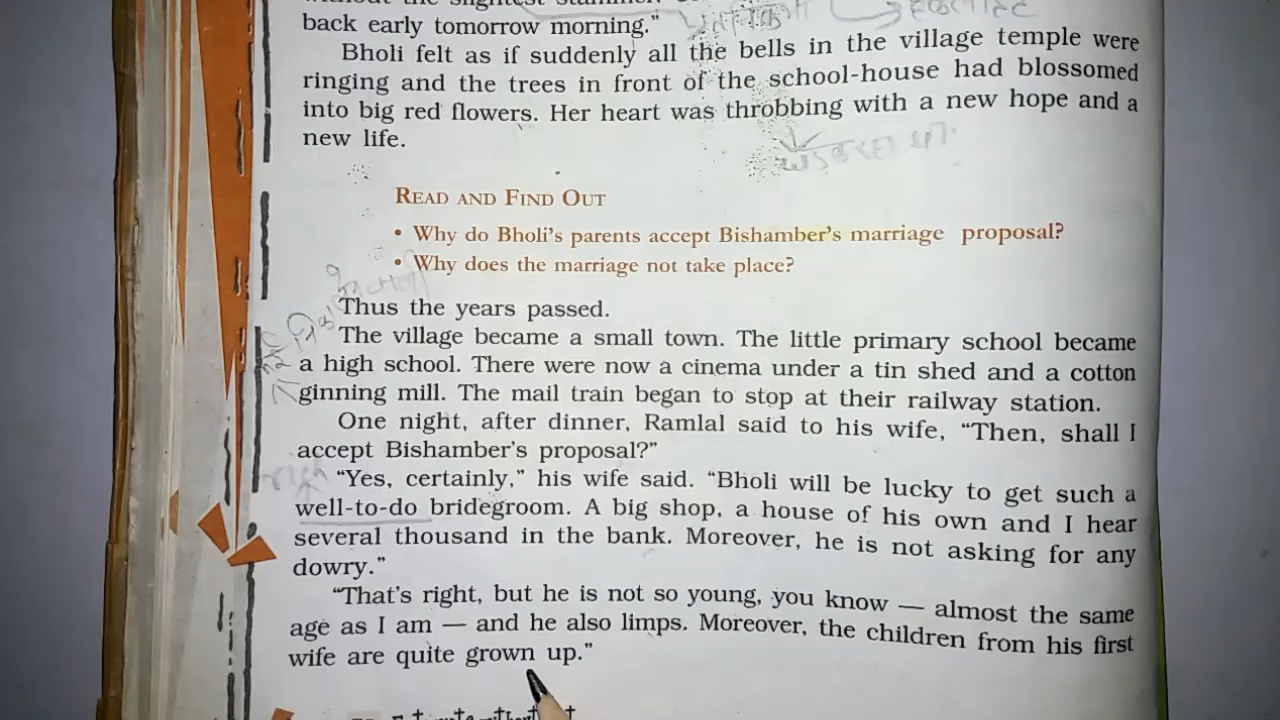 back early tomorrow morning."
Bholi felt as if suddenly all the bells in the village temple were
ringing and the trees in front of the school-house had blossomed
into big red flowers. Her heart was throbbing with a new hope and a
new life.
READ AND FIND OUT
• Why do Bholi's parents accept Bishamber's marriage proposal?
• Why does the marriage not take place?
Thus the years passed.
The village became a small town. The little primary school became
a high school. There were now a cinema under a tin shed and a cotton
ginning mill. The mail train began to stop at their railway station.
One night, after dinner, Ramlal said to his wife, "Then, shall I
accept Bishamber's proposal?"
"Yes, certainly," his wife said. "Bholi will be lucky to get such a
well-to-do bridegroom. A big shop, a house of his own and I hear
several thousand in the bank. Moreover, he is not asking for any
dowry."
"That's right, but he is not so young, you know — almost the same
age as I am — and he also limps. Moreover, the children from his first
wife are quite grown up."